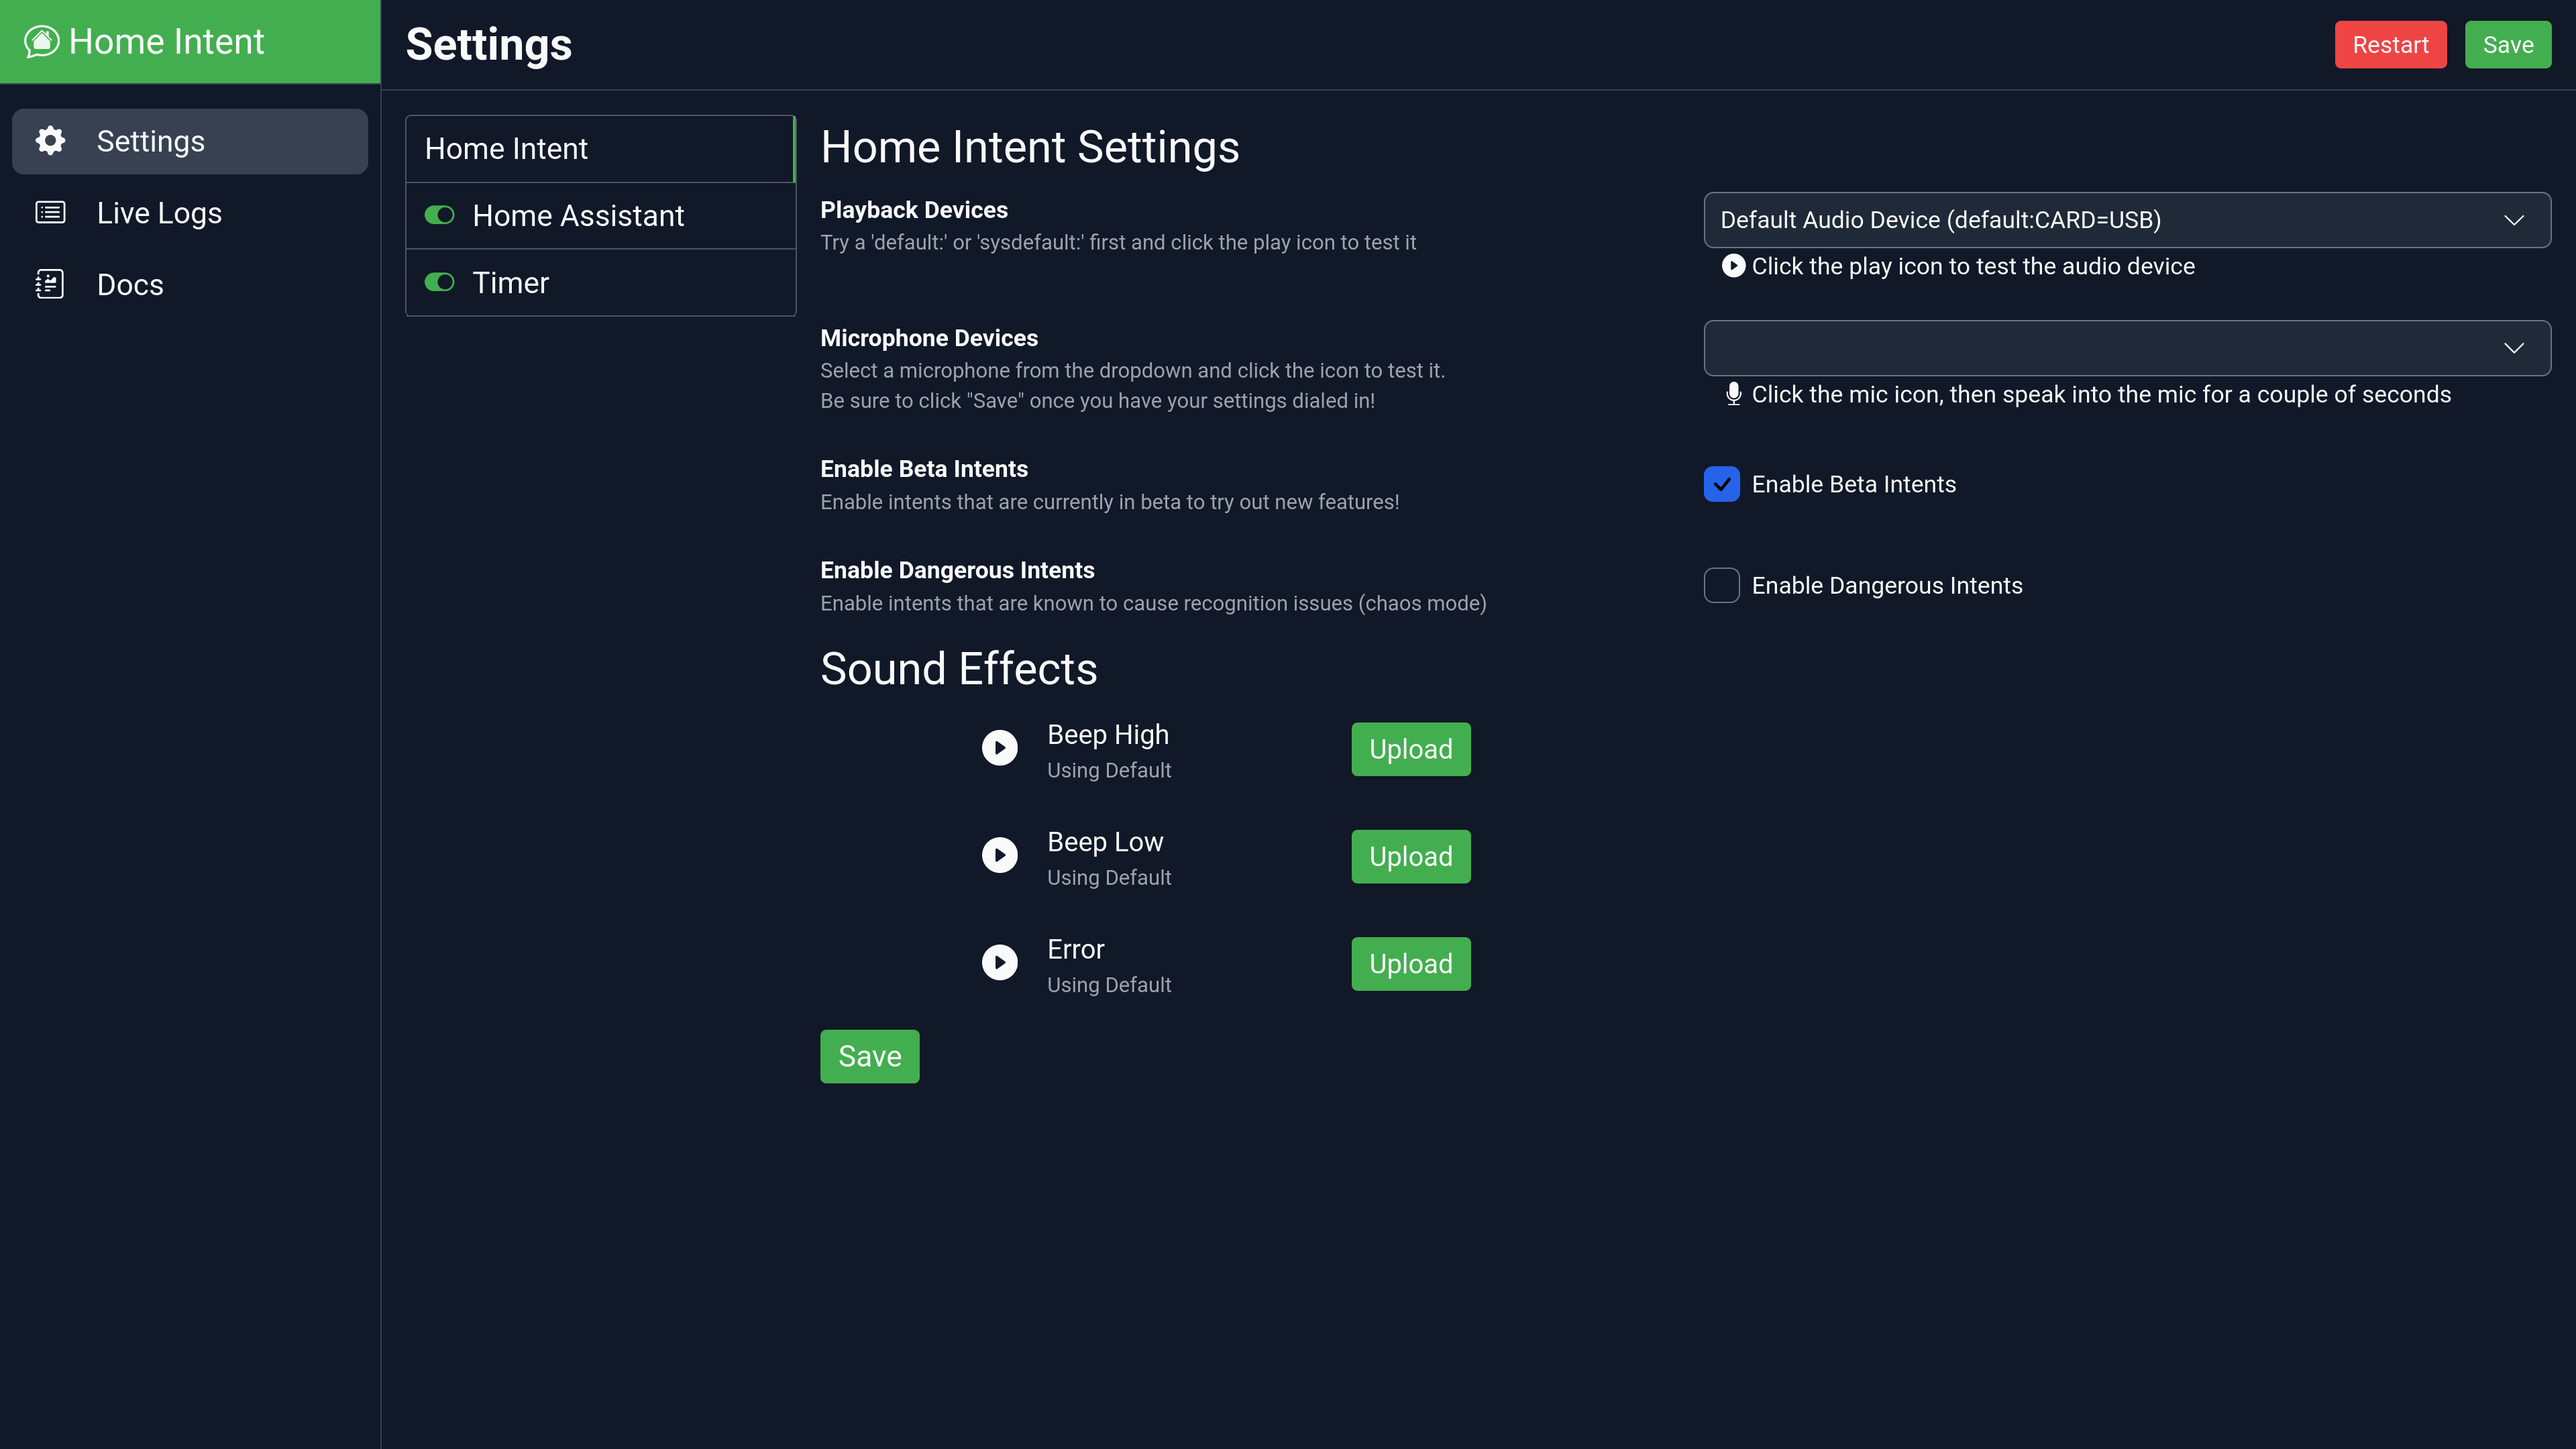 Home Intent
Settings
Restart
Save
Settings
Live Logs
Docs
Home Intent
Home Assistant
Timer
Home Intent Settings
Playback Devices
Try a 'default:' or 'sysdefault:' first and click the play icon to test it
Default Audio Device (default:CARD=USB)
Click the play icon to test the audio device
Microphone Devices
Select a microphone from the dropdown and click the icon to test it.
Be sure to click "Save" once you have your settings dialed in!
Click the mic icon, then speak into the mic for a couple of seconds
Enable Beta Intents
Enable intents that are currently in beta to try out new features!
Enable Beta Intents
Enable Dangerous Intents
Enable intents that are known to cause recognition issues (chaos mode)
Enable Dangerous Intents
Sound Effects
Beep High
Using Default
Upload
Beep Low
Using Default
Upload
Error
Using Default
Upload
Save